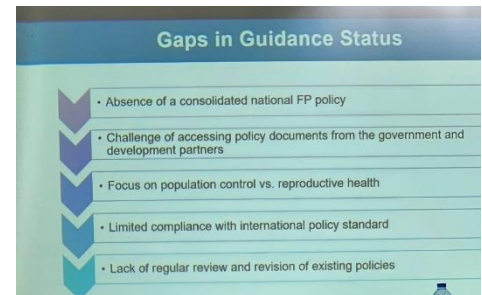 Gaps in Guidance Status
• Absence of a consolidated national FP policy
• Challenge of accessing policy documents from the government and
development partners
• Focus on population control vs. reproductive health
• Limited compliance with international policy standard
• Lack of regular review and revision of existing policies